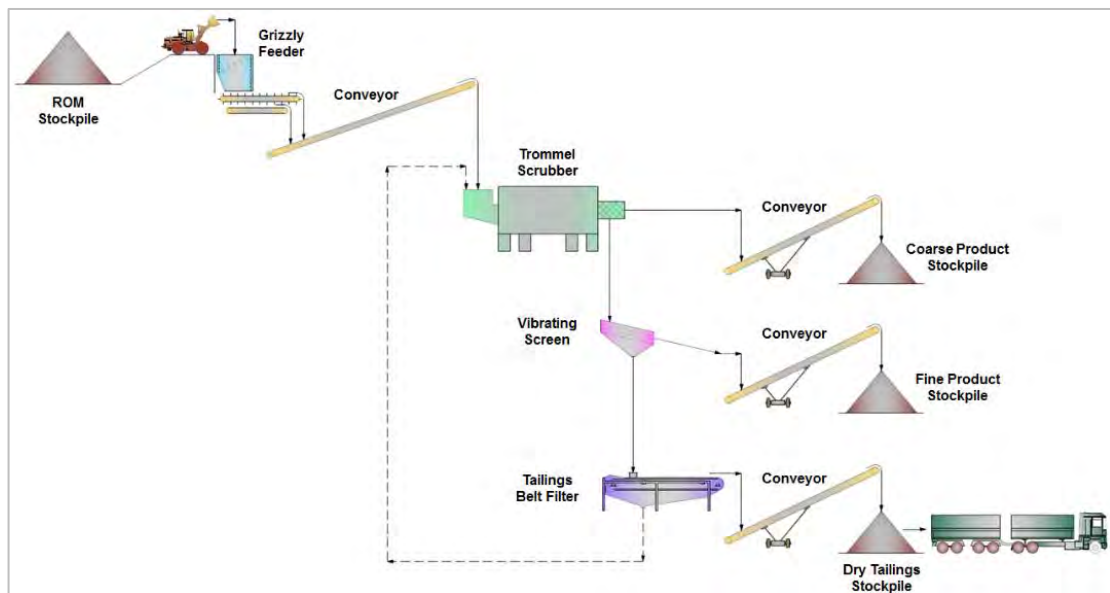 Grizzly
Feeder
ROM
Stockpile
Conveyor
Trommel
Scrubber
Conveyor
Coarse Product
Stockpile
Vibrating
Screen
Conveyor
Fine Product
Stockpile
Tailings
Belt Filter
Conveyor
Dry Tailings
Stockpile